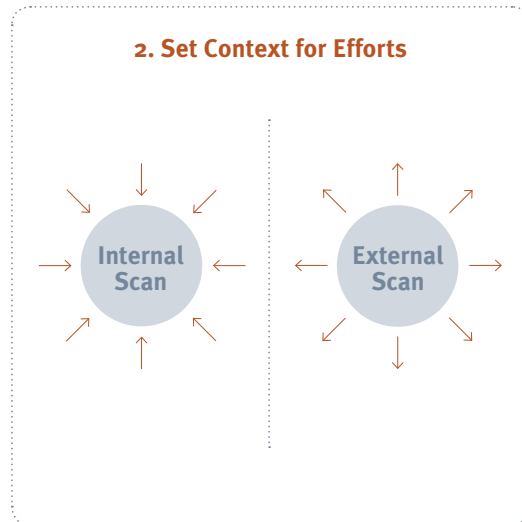 2. Set Context for Efforts
Internal
Scan
External
Scan